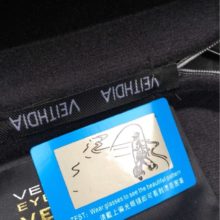 VEITHDIA
VEITHDIA
VE
EYE
VE
TEST: Wear glasses to see the beautiful pattern